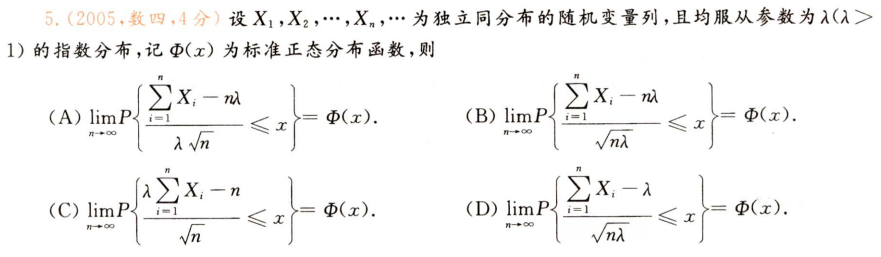 5.(2005,数四,4分)设 X₁,X₂,⋯,Xₙ,⋯为独立同分布的随机变量列,且均服从参数为λ(λ>
1)的指数分布,记Φ(x)为标准正态分布函数,则
(A) lim_{n→∞} P{ (∑_{i=1}^{n} Xᵢ − nλ) / (λ√n) ⩽ x } = Φ(x). (B) lim_{n→∞} P{ (∑_{i=1}^{n} Xᵢ − nλ) / √(nλ) ⩽ x } = Φ(x).
(C) lim_{n→∞} P{ (λ∑_{i=1}^{n} Xᵢ − n) / √n ⩽ x } = Φ(x). (D) lim_{n→∞} P{ (∑_{i=1}^{n} Xᵢ − λ) / √(nλ) ⩽ x } = Φ(x).